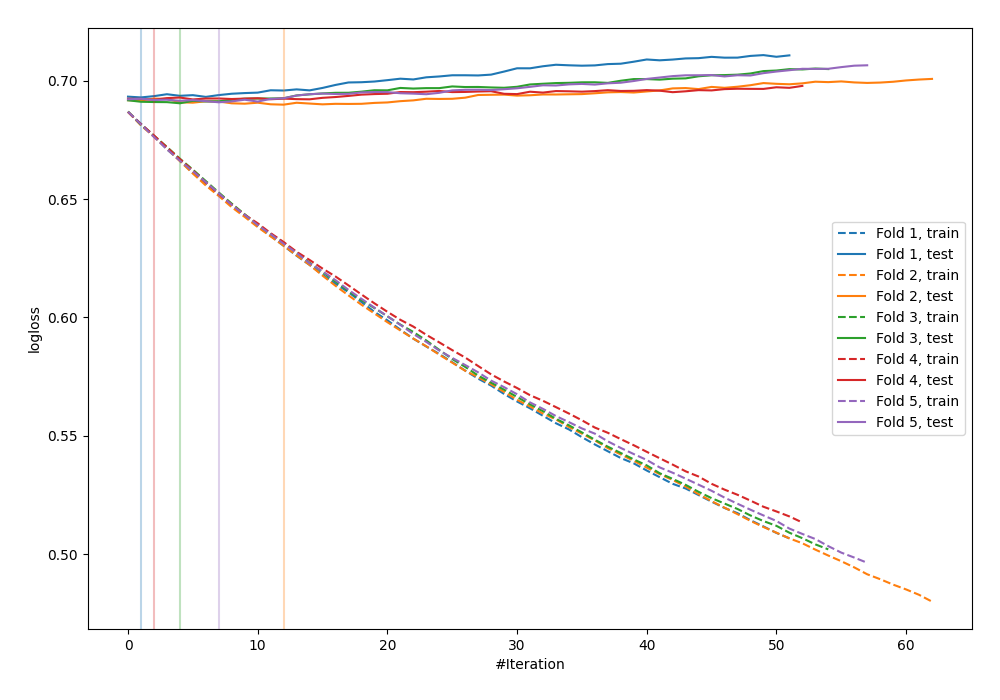 0.70
0.65
0.60
0.55
0.50
logloss
0
10
20
30
40
50
60
#Iteration
Fold 1, train
Fold 1, test
Fold 2, train
Fold 2, test
Fold 3, train
Fold 3, test
Fold 4, train
Fold 4, test
Fold 5, train
Fold 5, test